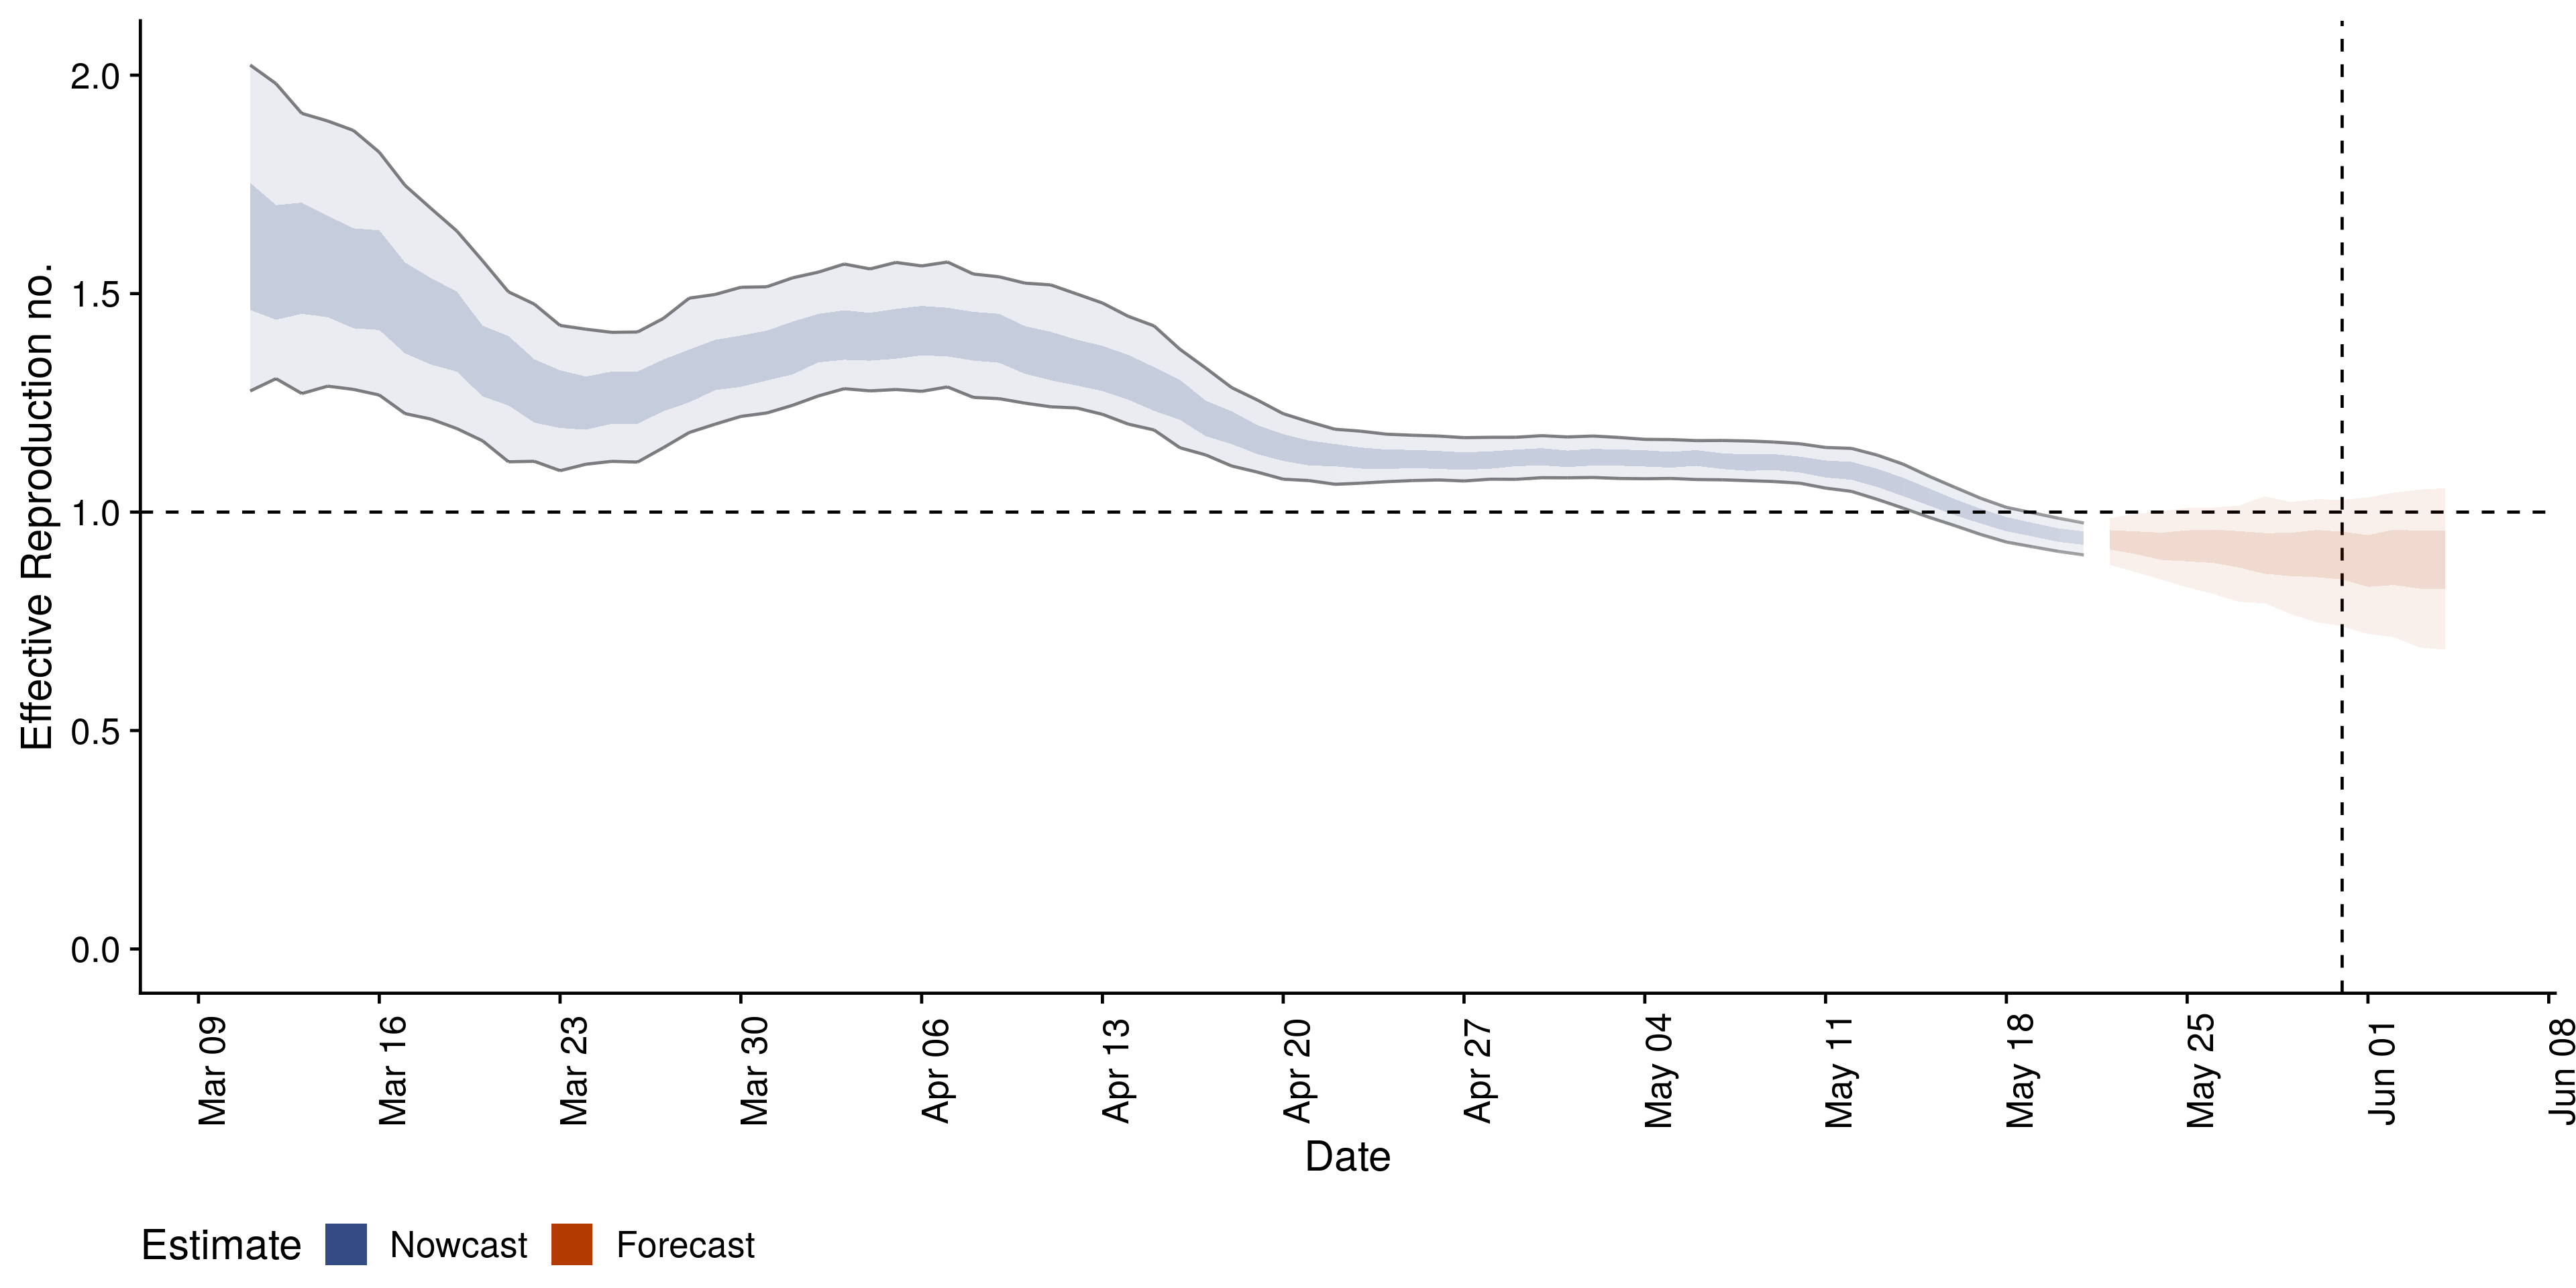 Effective Reproduction no.
2.0
1.5
1.0
0.5
0.0
Mar 09
Mar 16
Mar 23
Mar 30
Apr 06
Apr 13
Apr 20
Apr 27
May 04
May 11
May 18
May 25
Jun 01
Jun 08
Date
Estimate Nowcast Forecast